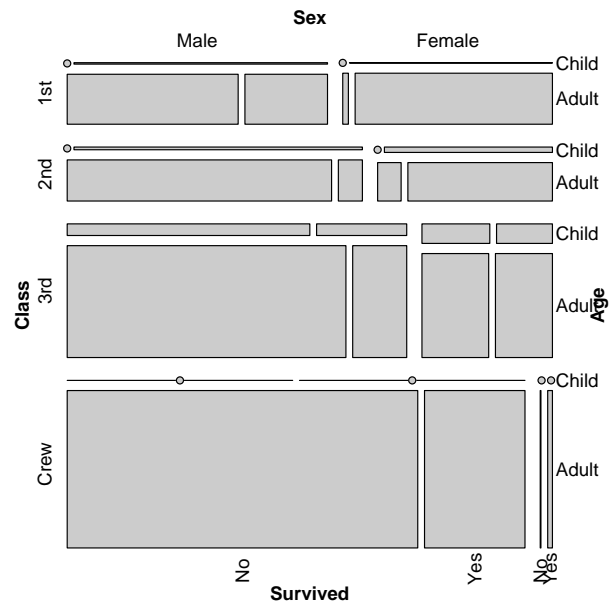 Sex
Male Female
1st Child
Adult
2nd Child
Adult
Class 3rd Child
Adult Age
Crew Child
Adult
No Yes No Yes
Survived